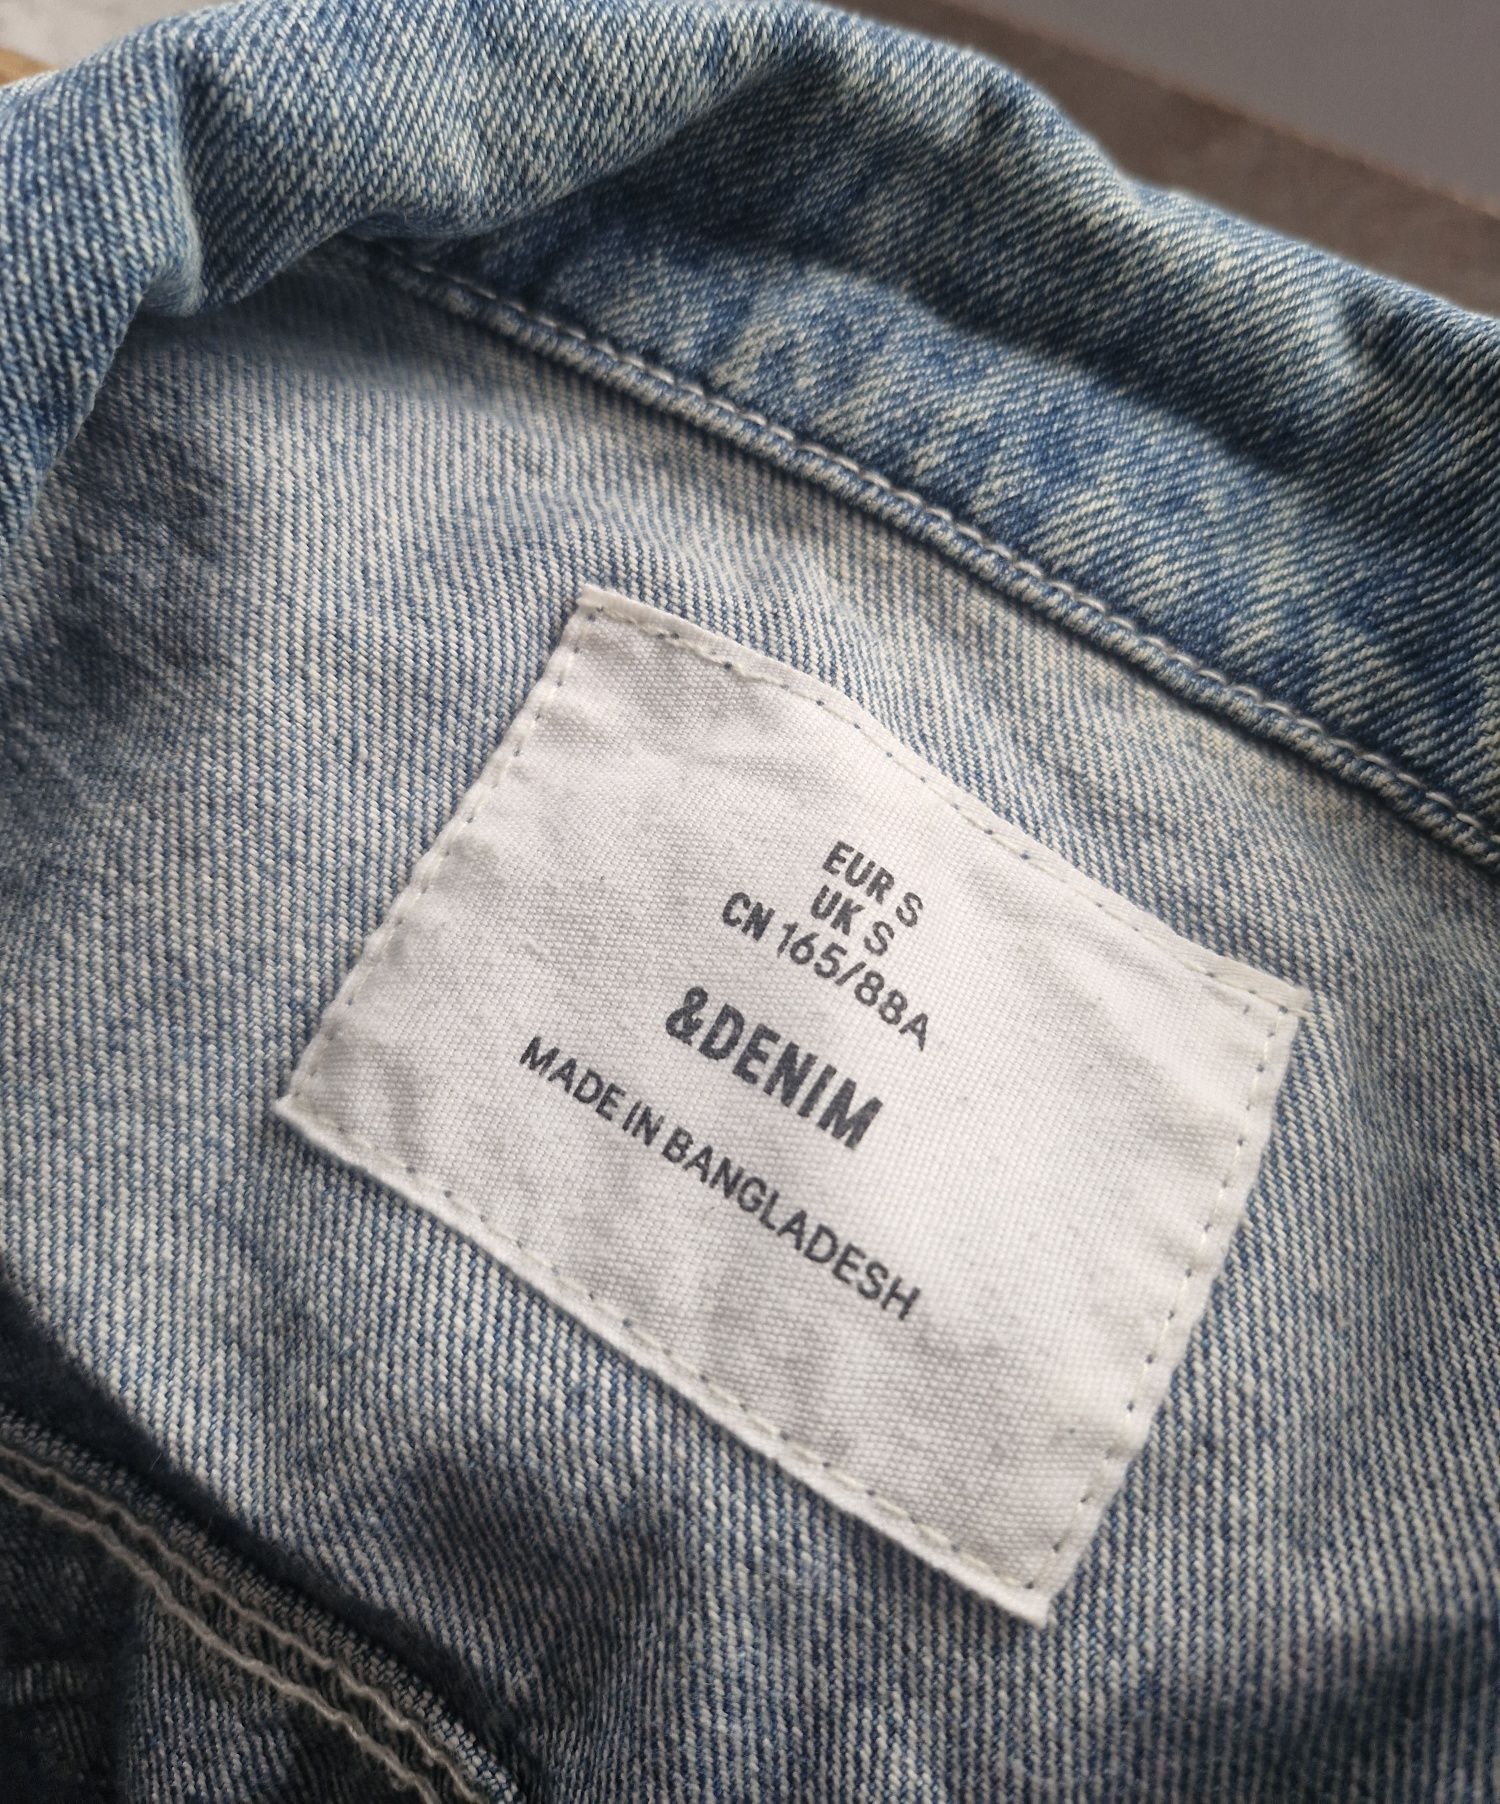 EUR S
UK S
CN 165/88A
&DENIM
MADE IN BANGLADESH